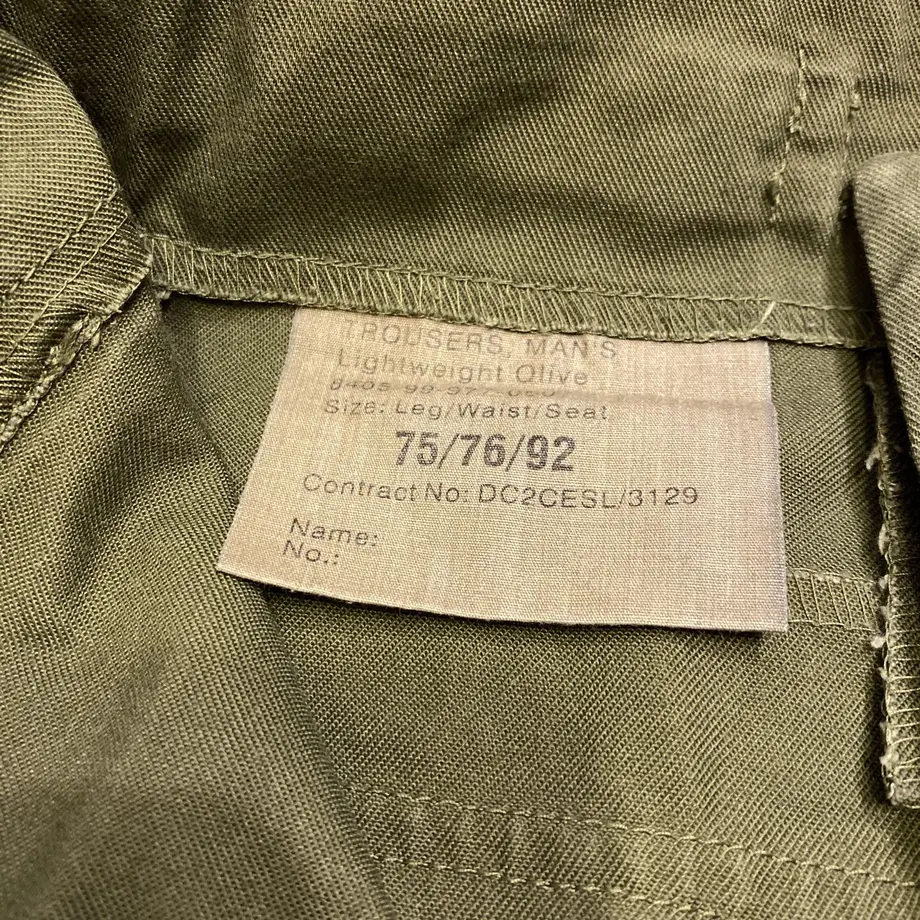 TROUSERS, MAN'S
Lightweight Olive
Size: Leg/Waist/Seat
75/76/92
Contract No: DC2CESL/3129
Name:
No.: